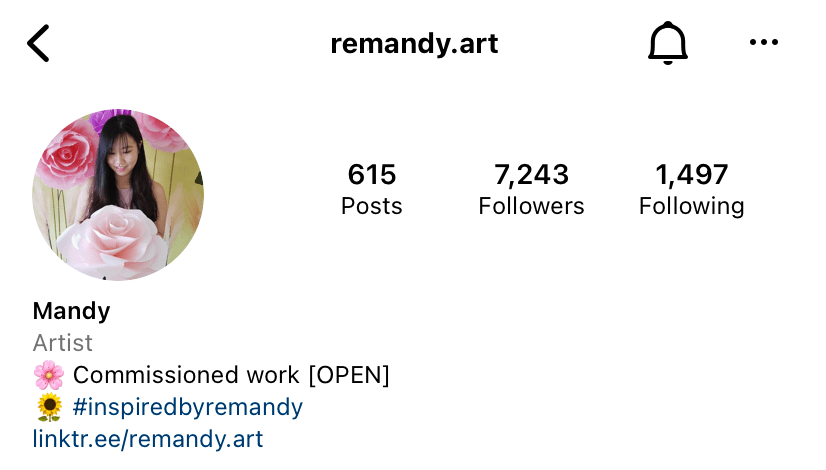 remandy.art
615 7,243 1,497
Posts Followers Following
Mandy
Artist
🌸 Commissioned work [OPEN]
🌻 #inspiredbyremandy
linktr.ee/remandy.art